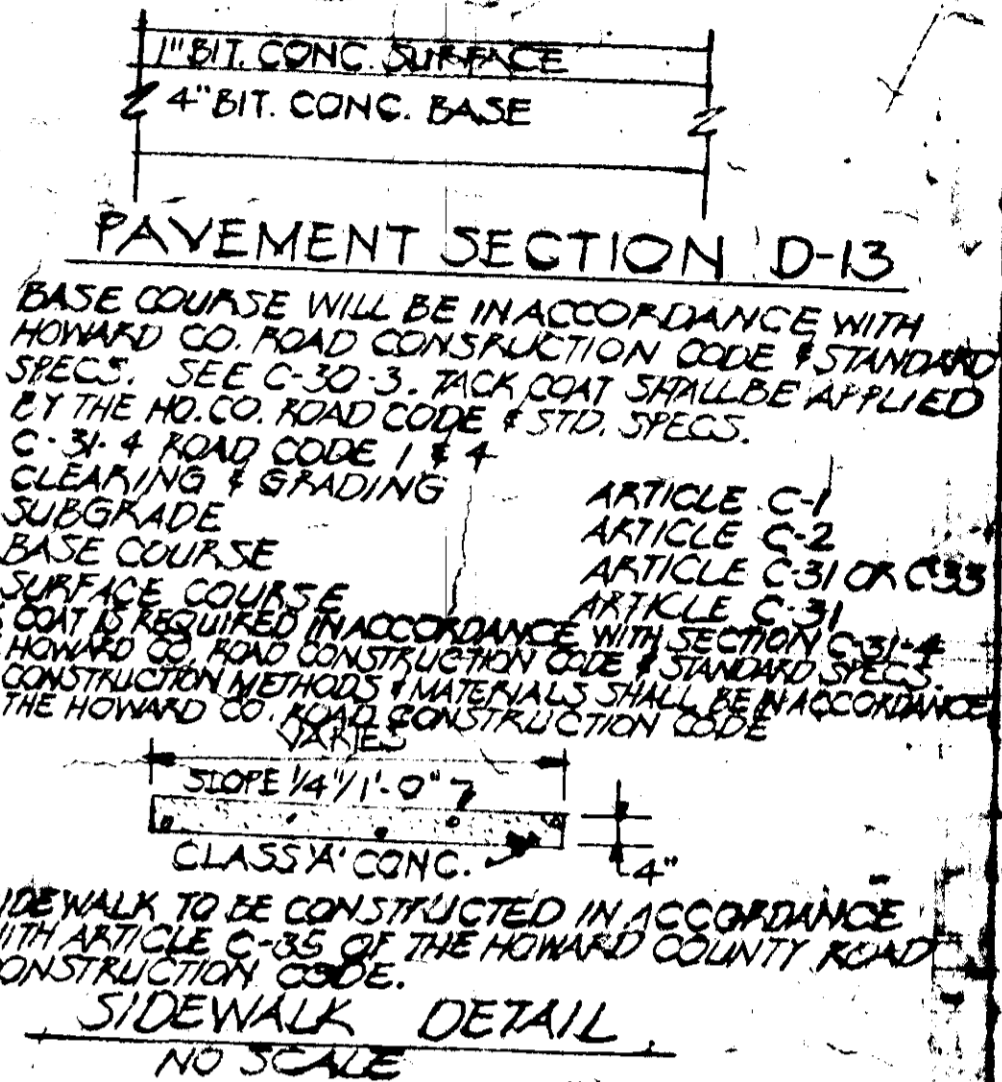 1" BIT. CONC. SURFACE
4" BIT. CONC. BASE
PAVEMENT SECTION D-13
BASE COURSE WILL BE IN ACCORDANCE WITH
HOWARD CO. ROAD CONSRUCTION CODE & STANDARD
SPECS. SEE C-30-3. TACK COAT SHALL BE APPLIED
BY THE HO. CO. ROAD CODE & STD. SPECS.
C-31-4 ROAD CODE 1 & 4
CLEARING & GRADING ARTICLE C-1
SUBGRADE ARTICLE C-2
BASE COURSE ARTICLE C-31 OR C-33
SURFACE COURSE ARTICLE C-31
COAT IS REQUIRED IN ACCORDANCE WITH SECTION C-31-4
HOWARD CO. ROAD CONSTRUCTION CODE & STANDARD SPECS.
CONSTRUCTION METHODS & MATERIALS SHALL BE IN ACCORDANCE
THE HOWARD CO. ROAD CONSTRUCTION CODE
VARIES
SLOPE 1/4"/1'-0"
CLASS 'A' CONC.
4"
IDEWALK TO BE CONSTRUCTED IN ACCORDANCE
ITH ARTICLE C-35 OF THE HOWARD COUNTY ROAD
ONSTRUCTION CODE.
SIDEWALK DETAIL
NO SCALE